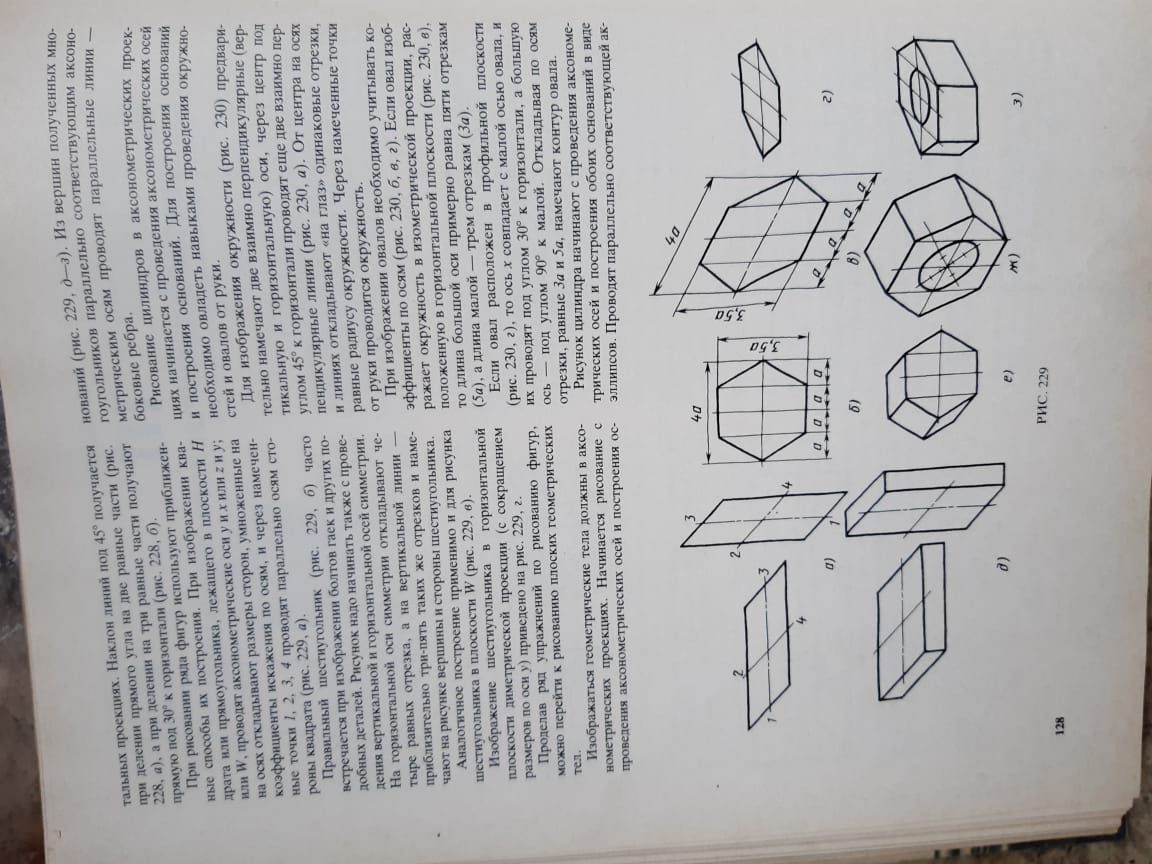 тальных проекциях. Наклон линий под 45° получается
при делении прямого угла на две равные части (рис.
228, а), а при делении на три равные части получают
прямую под 30° к горизонтали (рис. 228, б).
При рисовании ряда фигур используют приближен-
ные способы их построения. При изображении ква-
драта или прямоугольника, лежащего в плоскости H
или W, проводят аксонометрические оси y и x или z и y;
на осях откладывают размеры сторон, умноженные на
коэффициенты искажения по осям, и через намечен-
ные точки 1, 2, 3, 4 проводят параллельно осям сто-
роны квадрата (рис. 229, а).
Правильный шестиугольник (рис. 229, б) часто
встречается при изображении болтов гаек и других по-
добных деталей. Рисунок надо начинать также с прове-
дения вертикальной и горизонтальной осей симметрии.
На горизонтальной оси симметрии откладывают че-
тыре равных отрезка, а на вертикальной линии —
приблизительно три-пять таких же отрезков и наме-
чают на рисунке вершины и стороны шестиугольника.
Аналогичное построение применимо и для рисунка
шестиугольника в плоскости W (рис. 229, в).
Изображение шестиугольника в горизонтальной
плоскости диметрической проекции (с сокращением
размеров по оси y) приведено на рис. 229, г.
Проделав ряд упражнений по рисованию фигур,
можно перейти к рисованию плоских геометрических
тел.
Изображаться геометрические тела должны в аксо-
нометрических проекциях. Начинается рисование с
проведения аксонометрических осей и построения ос-
нований (рис. 229, д—з). Из вершин полученных мно-
гоугольников параллельно соответствующим аксоно-
метрическим осям проводят параллельные линии —
боковые ребра.
Рисование цилиндров в аксонометрических проек-
циях начинается с проведения аксонометрических осей
и построения оснований. Для построения оснований
необходимо овладеть навыками проведения окружно-
стей и овалов от руки.
Для изображения окружности (рис. 230) предвари-
тельно намечают две взаимно перпендикулярные (вер-
тикальную и горизонтальную) оси, через центр под
углом 45° к горизонтали проводят еще две взаимно пер-
пендикулярные линии (рис. 230, а). От центра на осях
и линиях откладывают «на глаз» одинаковые отрезки,
равные радиусу окружности. Через намеченные точки
от руки проводится окружность.
При изображении овалов необходимо учитывать ко-
эффициенты по осям (рис. 230, б, в, г). Если овал изоб-
ражает окружность в изометрической проекции, рас-
положенную в горизонтальной плоскости (рис. 230, в),
то длина большой оси примерно равна пяти отрезкам
(5a), а длина малой — трем отрезкам (3a).
Если овал расположен в профильной плоскости
(рис. 230, г), то ось x совпадает с малой осью овала, и
их проводят под углом 30° к горизонтали, а большую
ось — под углом 90° к малой. Откладывая по осям
отрезки, равные 3a и 5a, намечают контур овала.
Рисунок цилиндра начинают с проведения аксономе-
трических осей и построения обоих оснований в виде
эллипсов. Проводят параллельно соответствующей ак-
1
2
3
4
1
2
3
4
а)
4a
3,5a
a
a
a
a
б)
4a
3,5a
a
a
a
a
в)
г)
д)
е)
ж)
з)
РИС. 229
128